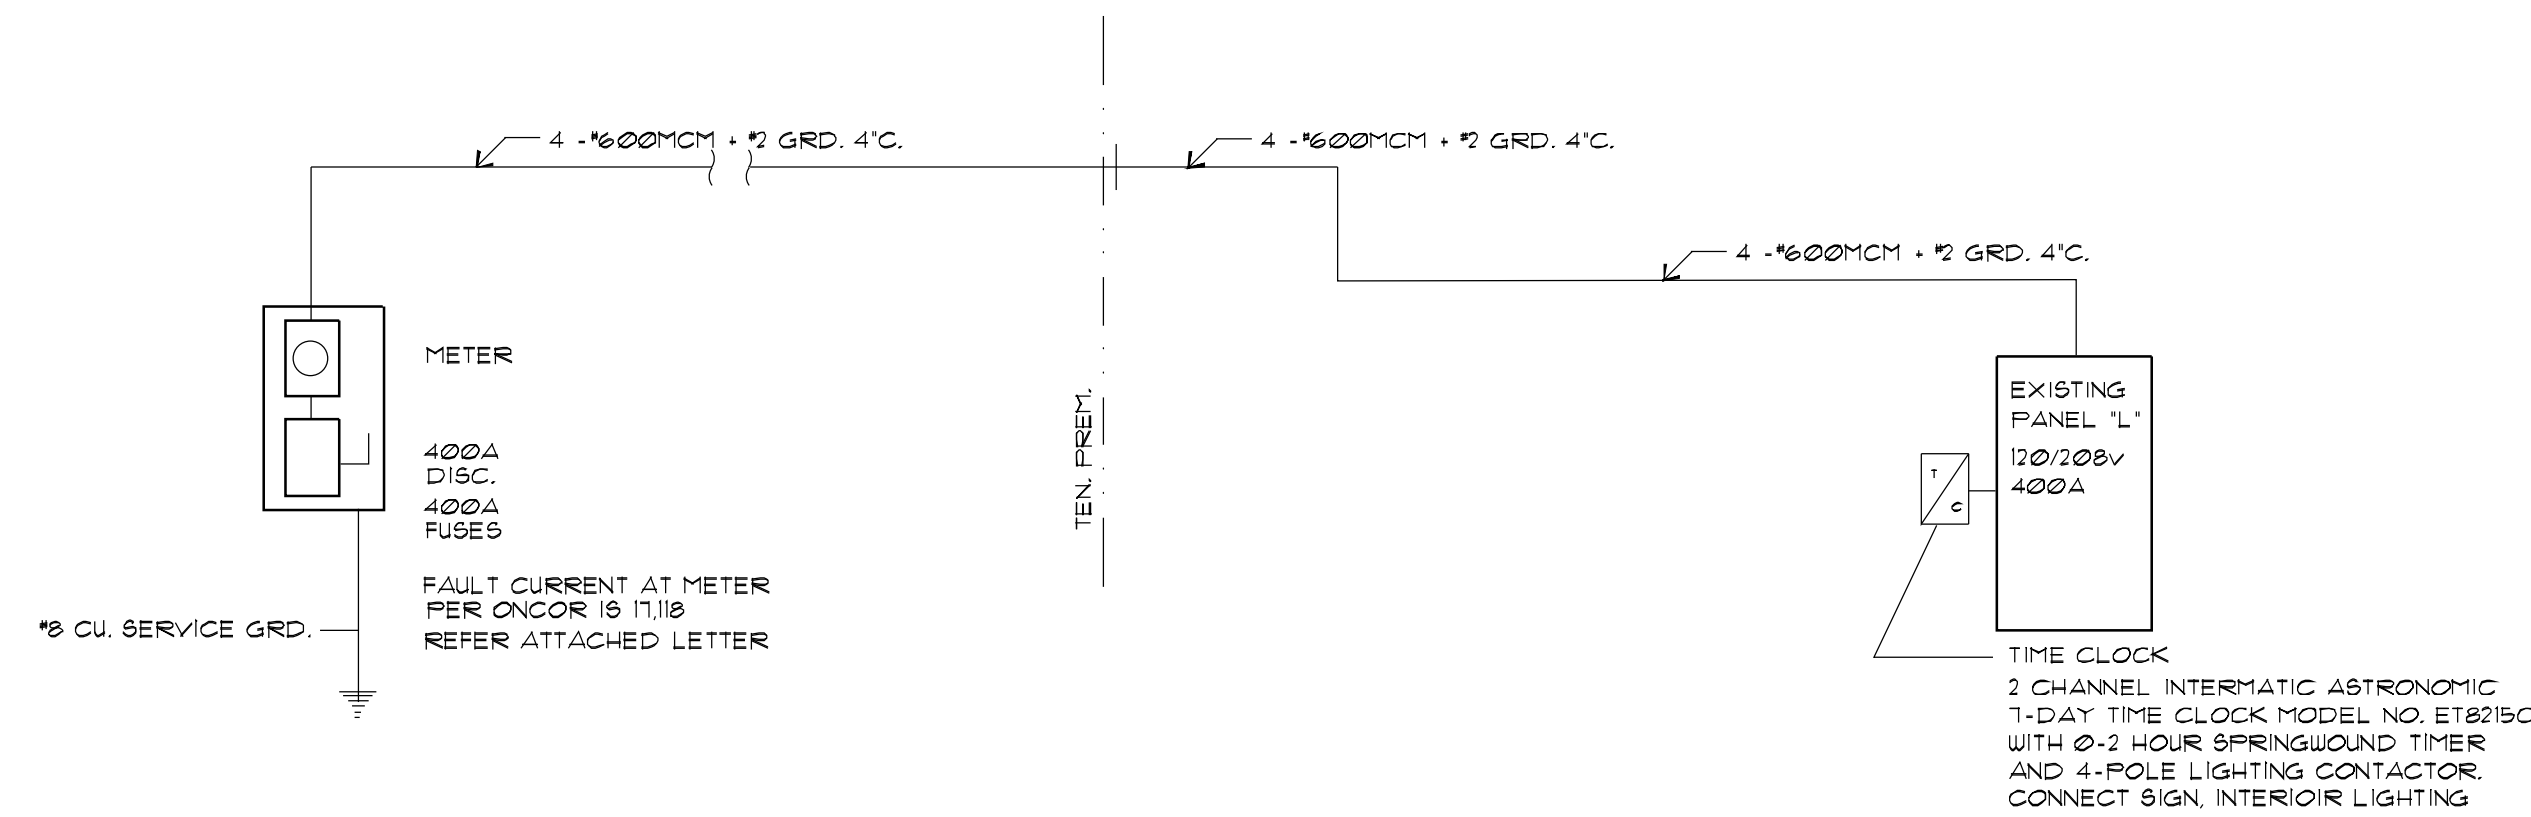 4 -#600MCM + #2 GRD. 4"C.
4 -#600MCM + #2 GRD. 4"C.
4 -#600MCM + #2 GRD. 4"C.
METER
400A
DISC.
400A
FUSES
FAULT CURRENT AT METER
PER ONCOR IS 17,118
REFER ATTACHED LETTER
#8 CU. SERVICE GRD.
TEN. PREM.
EXISTING
PANEL "L"
120/208V
400A
T
C
TIME CLOCK
2 CHANNEL INTERMATIC ASTRONOMIC
7-DAY TIME CLOCK MODEL NO. ET8215C
WITH 0-2 HOUR SPRINGWOUND TIMER
AND 4-POLE LIGHTING CONTACTOR.
CONNECT SIGN, INTERIOIR LIGHTING